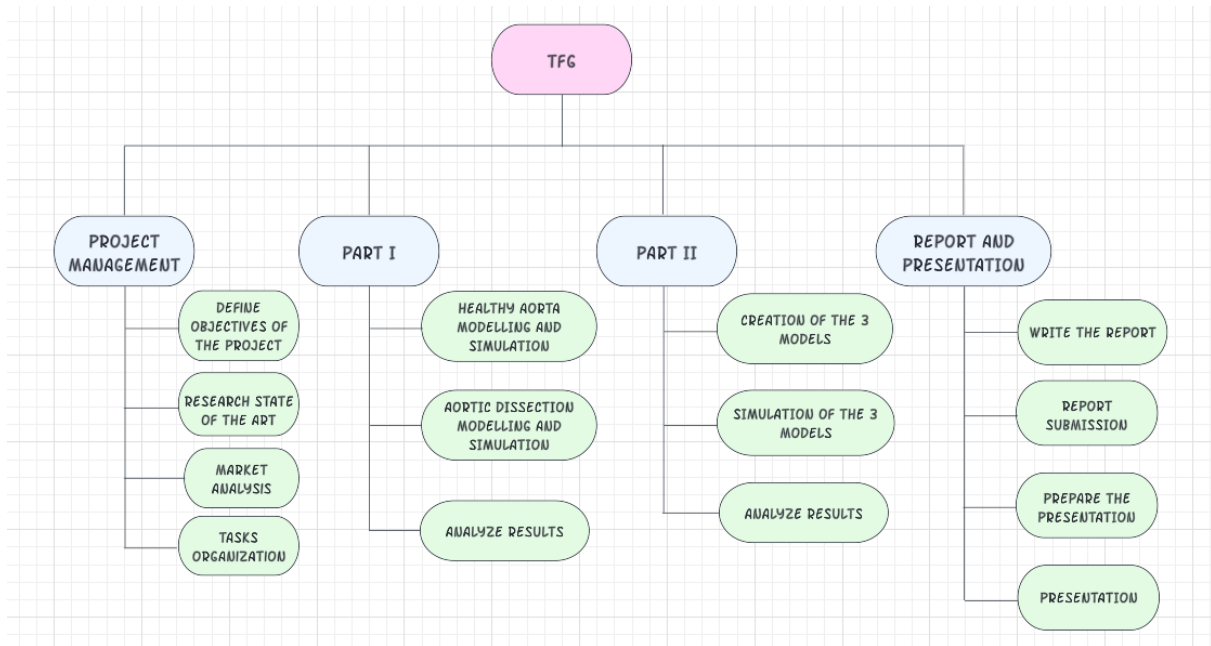 TFG
PROJECT
MANAGEMENT
DEFINE
OBJECTIVES OF
THE PROJECT
RESEARCH STATE
OF THE ART
MARKET
ANALYSIS
TASKS
ORGANIZATION
PART I
HEALTHY AORTA
MODELLING AND
SIMULATION
AORTIC DISSECTION
MODELLING AND
SIMULATION
ANALYZE RESULTS
PART II
CREATION OF THE 3
MODELS
SIMULATION OF THE 3
MODELS
ANALYZE RESULTS
REPORT AND
PRESENTATION
WRITE THE REPORT
REPORT
SUBMISSION
PREPARE THE
PRESENTATION
PRESENTATION